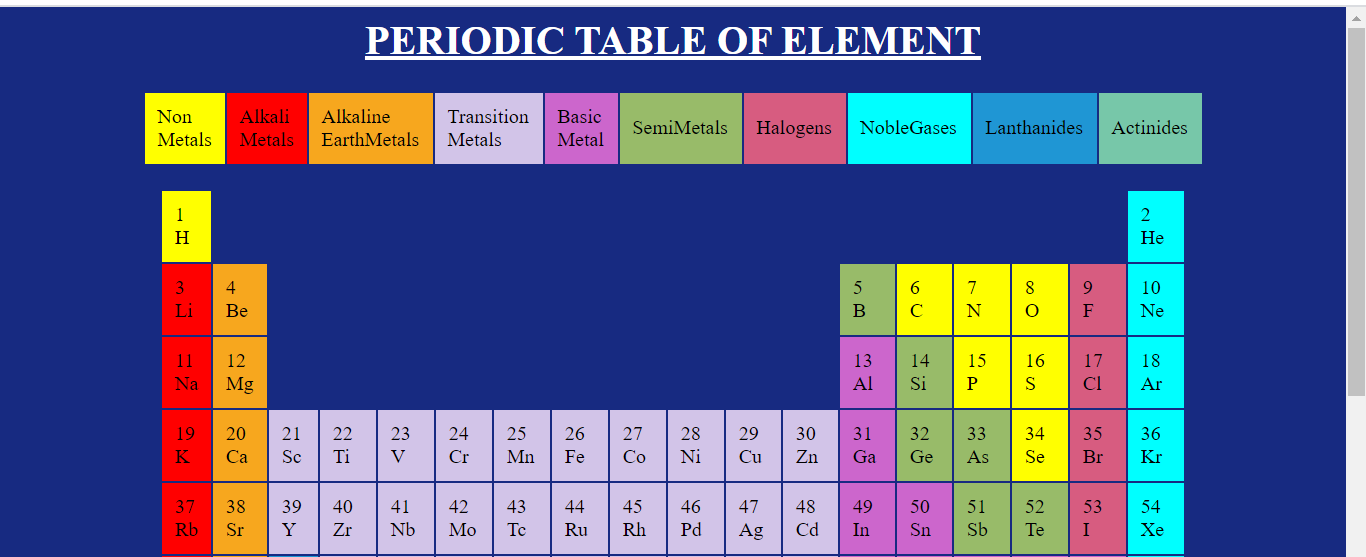 PERIODIC TABLE OF ELEMENT
Non Alkali Alkaline Transition Basic SemiMetals Halogens NobleGases Lanthanides Actinides
Metals Metals EarthMetals Metals Metal
1 2
H He
3 4 5 6 7 8 9 10
Li Be B C N O F Ne
11 12 13 14 15 16 17 18
Na Mg Al Si P S Cl Ar
19 20 21 22 23 24 25 26 27 28 29 30 31 32 33 34 35 36
K Ca Sc Ti V Cr Mn Fe Co Ni Cu Zn Ga Ge As Se Br Kr
37 38 39 40 41 42 43 44 45 46 47 48 49 50 51 52 53 54
Rb Sr Y Zr Nb Mo Tc Ru Rh Pd Ag Cd In Sn Sb Te I Xe